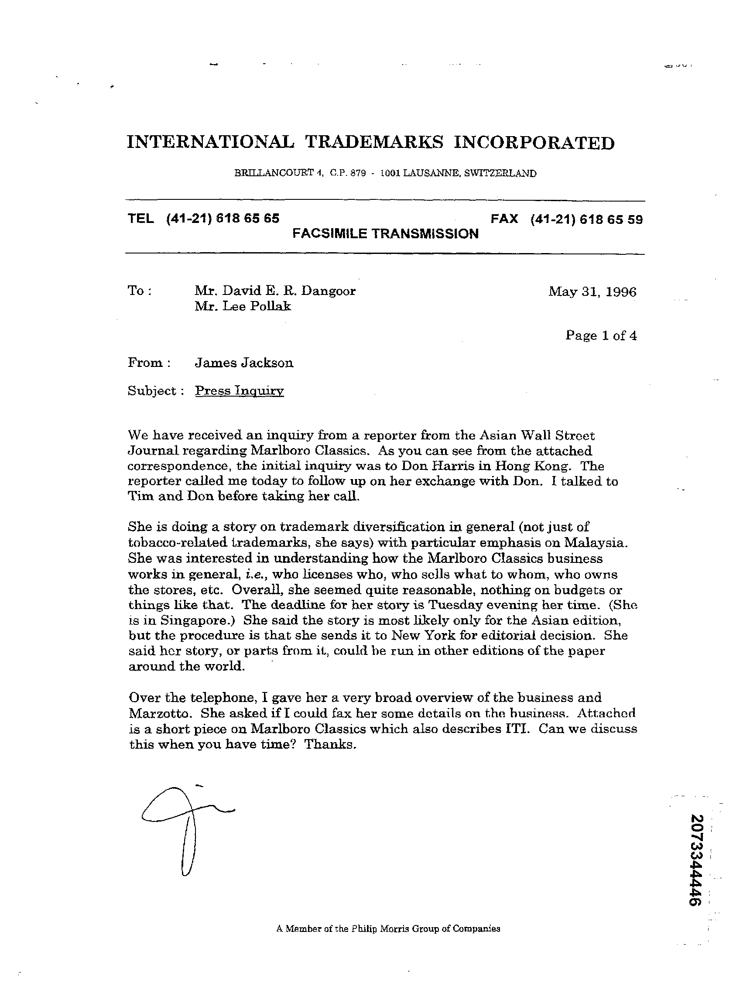 INTERNATIONAL TRADEMARKS INCORPORATED
BRILLANCOURT 4, C.P. 879 - 1001 LAUSANNE, SWITZERLAND
TEL (41-21) 618 65 65 FAX (41-21) 618 65 59
FACSIMILE TRANSMISSION
To : Mr. David E. R. Dangoor May 31, 1996
Mr. Lee Pollak
Page 1 of 4
From : James Jackson
Subject : Press Inquiry
We have received an inquiry from a reporter from the Asian Wall Street
Journal regarding Marlboro Classics. As you can see from the attached
correspondence, the initial inquiry was to Don Harris in Hong Kong. The
reporter called me today to follow up on her exchange with Don. I talked to
Tim and Don before taking her call.
She is doing a story on trademark diversification in general (not just of
tobacco-related trademarks, she says) with particular emphasis on Malaysia.
She was interested in understanding how the Marlboro Classics business
works in general, i.e., who licenses who, who sells what to whom, who owns
the stores, etc. Overall, she seemed quite reasonable, nothing on budgets or
things like that. The deadline for her story is Tuesday evening her time. (She
is in Singapore.) She said the story is most likely only for the Asian edition,
but the procedure is that she sends it to New York for editorial decision. She
said her story, or parts from it, could be run in other editions of the paper
around the world.
Over the telephone, I gave her a very broad overview of the business and
Marzotto. She asked if I could fax her some details on the business. Attached
is a short piece on Marlboro Classics which also describes ITI. Can we discuss
this when you have time? Thanks.
2073344446
A Member of the Philip Morris Group of Companies